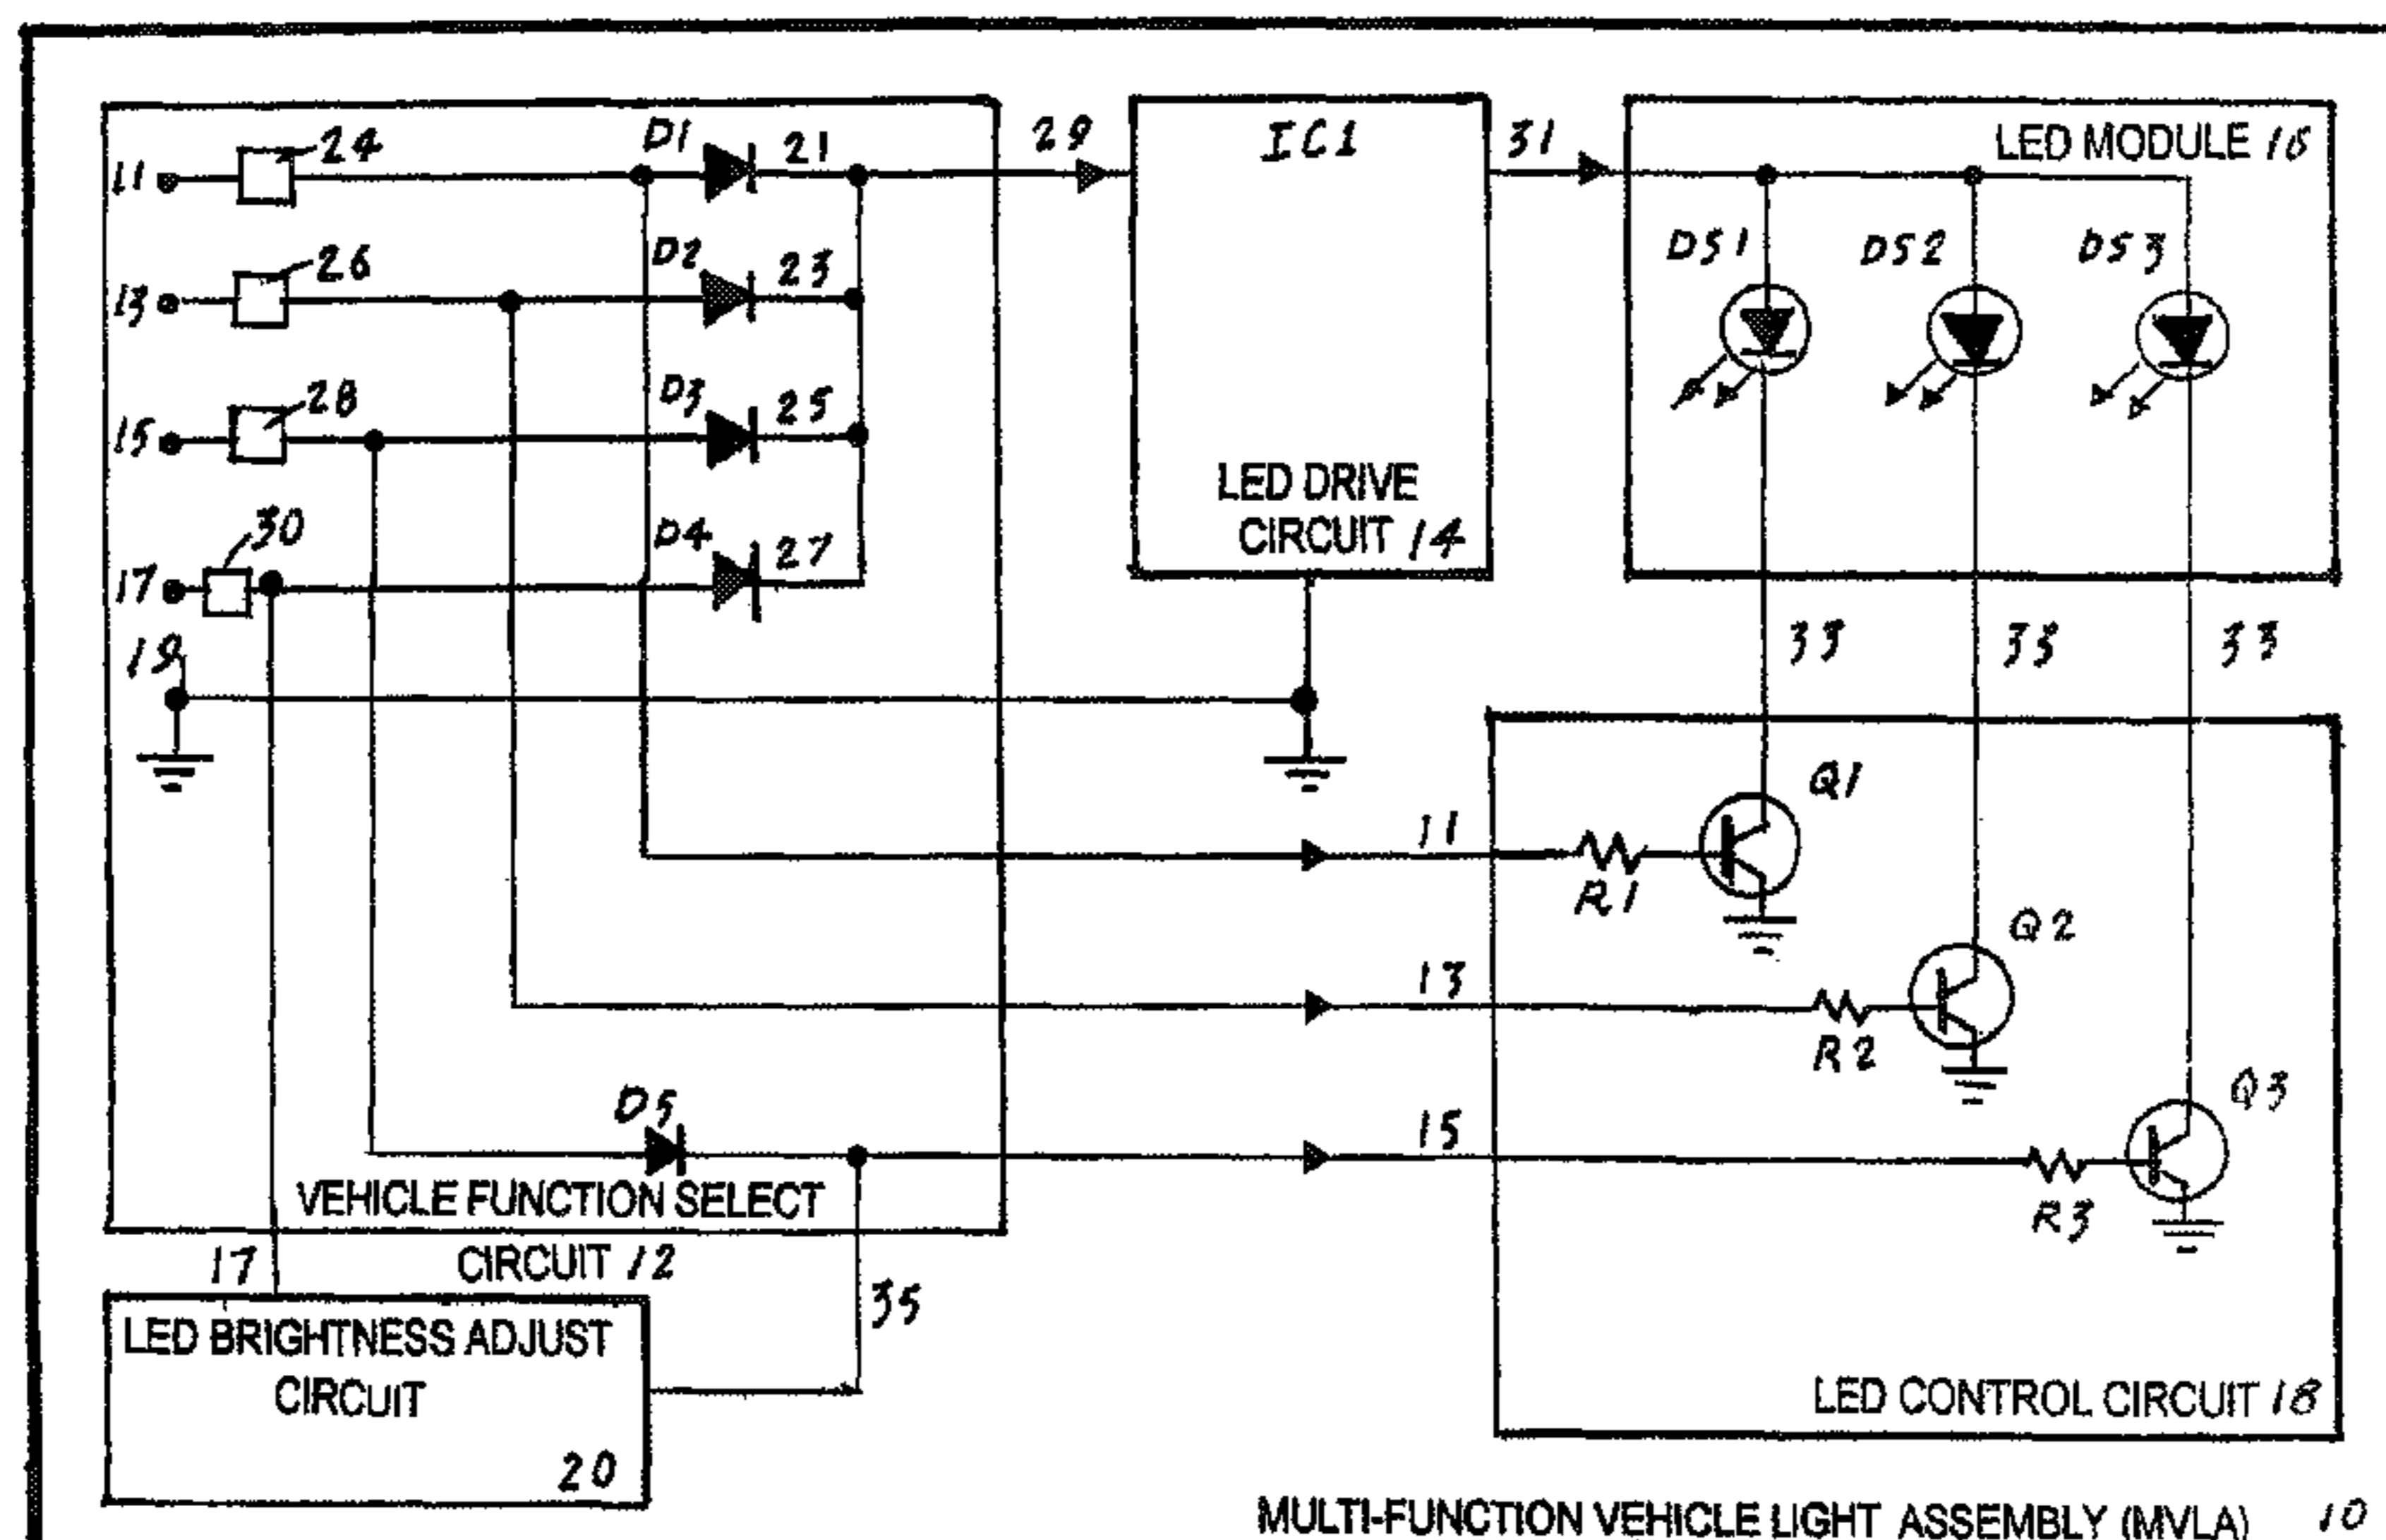 11
24
D1
21
29
IC1
31
LED MODULE 16
13
26
D2
23
DS1
DS2
DS3
15
28
D3
25
LED DRIVE
CIRCUIT 14
17
30
D4
27
19
33
33
33
11
R1
Q1
13
R2
Q2
D5
15
R3
Q3
VEHICLE FUNCTION SELECT
CIRCUIT 12
17
35
LED BRIGHTNESS ADJUST
CIRCUIT
20
LED CONTROL CIRCUIT 18
MULTI-FUNCTION VEHICLE LIGHT ASSEMBLY (MVLA) 10